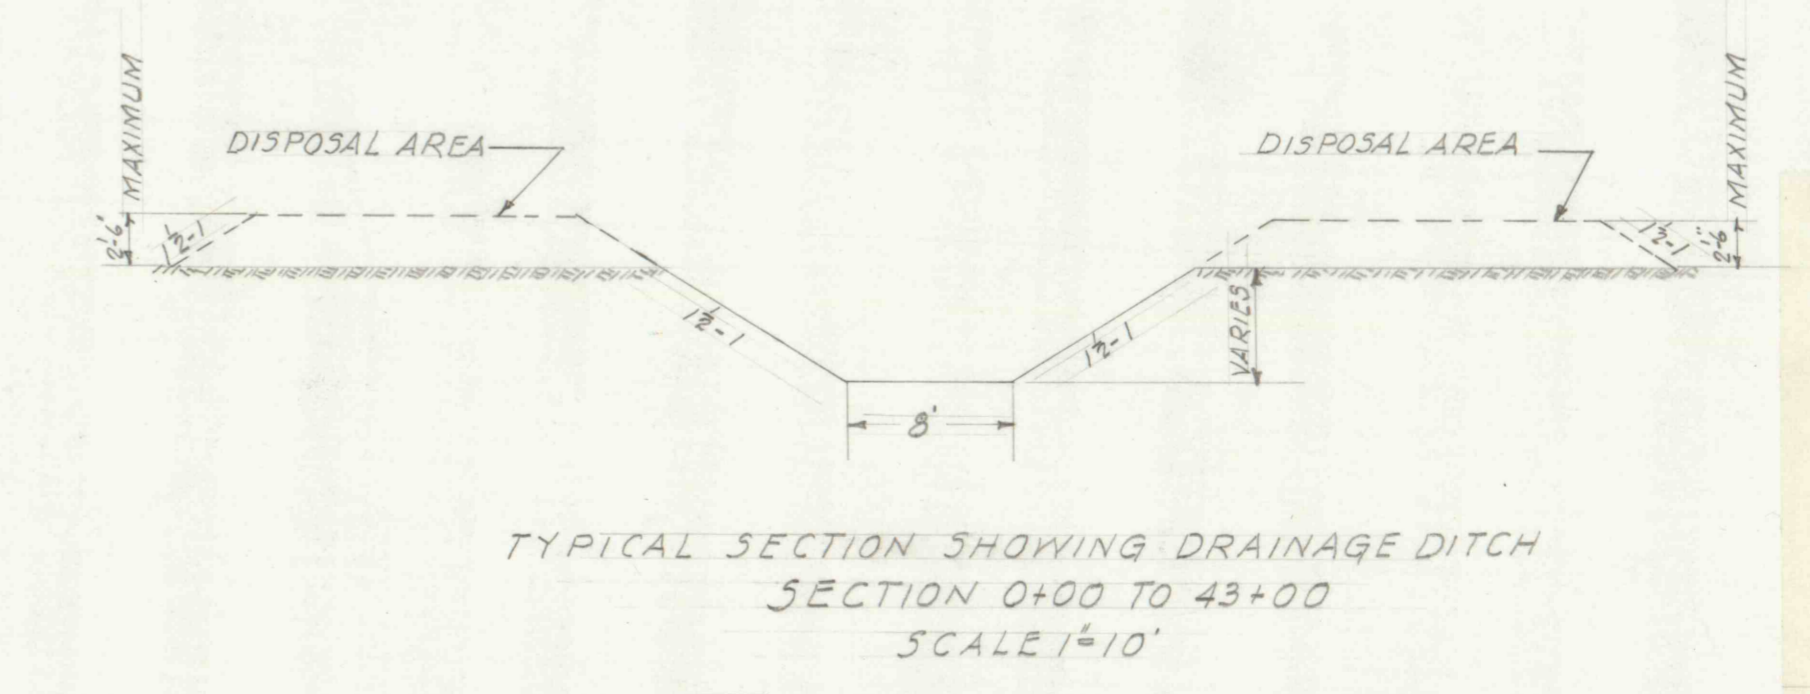 MAXIMUM
MAXIMUM
DISPOSAL AREA
DISPOSAL AREA
2'-6"
1½-1
1½-1
2'-6"
1½-1
1½-1
VARIES
8'
TYPICAL SECTION SHOWING DRAINAGE DITCH
SECTION 0+00 TO 43+00
SCALE 1"=10'